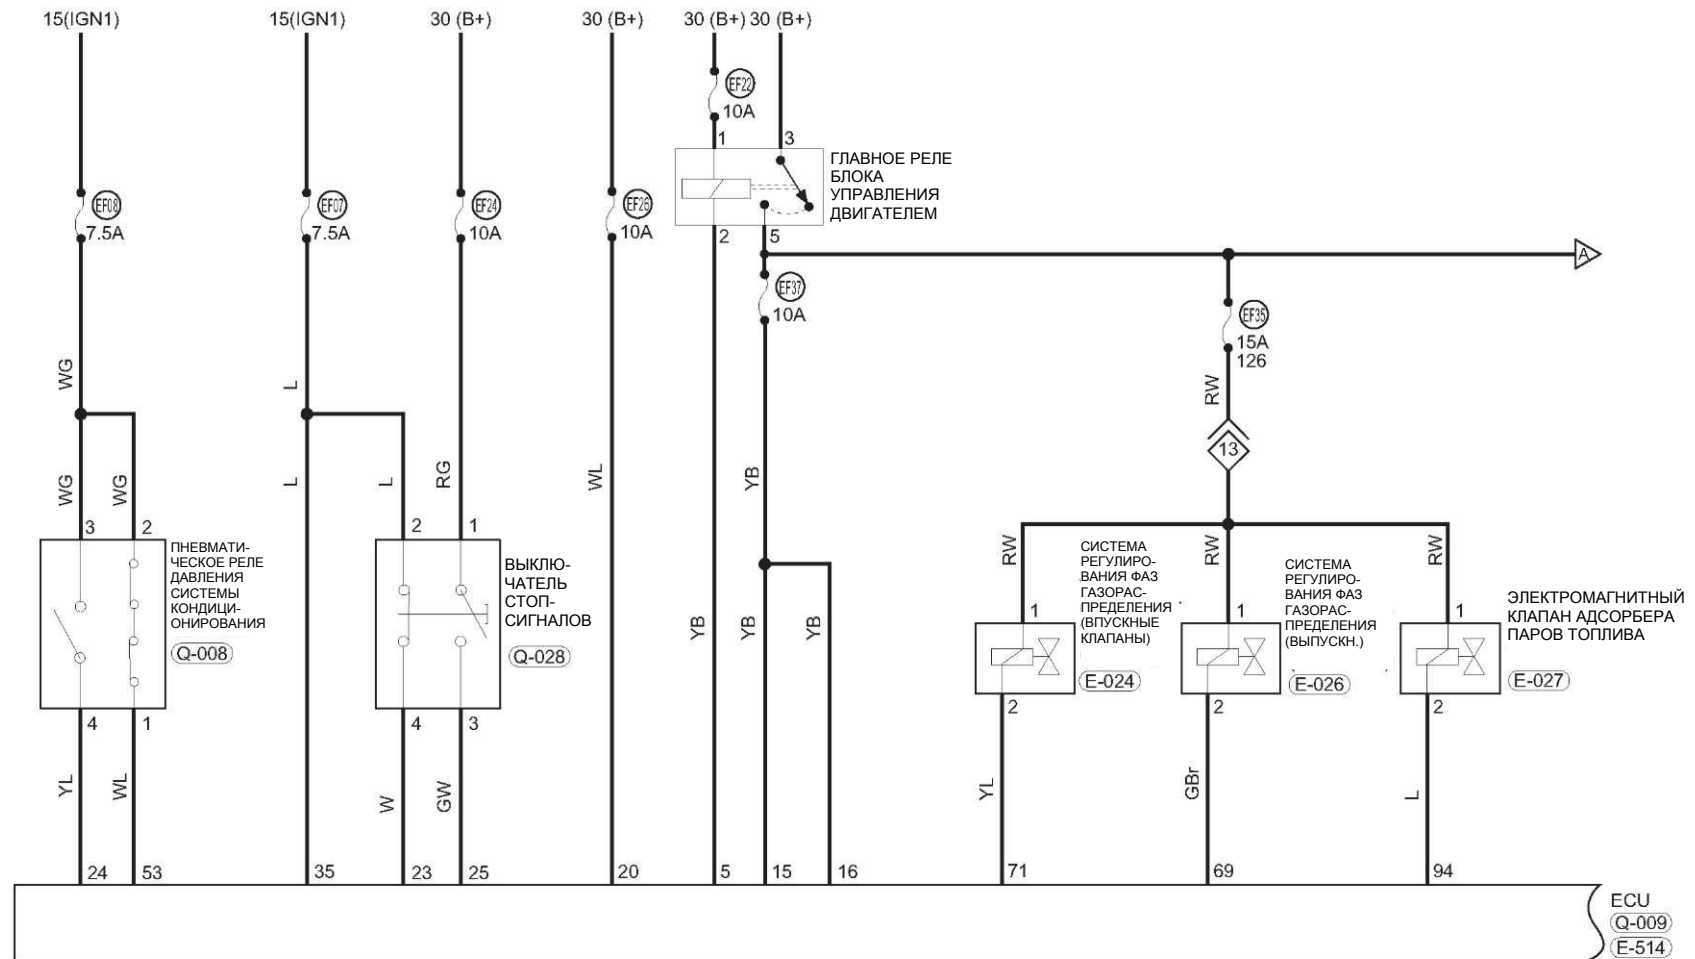 15(IGN1)
15(IGN1)
30 (B+)
30 (B+)
30 (B+)
30 (B+)
EF22
10A
1
3
ГЛАВНОЕ РЕЛЕ
БЛОКА
УПРАВЛЕНИЯ
ДВИГАТЕЛЕМ
EF08
7.5A
EF07
7.5A
EF24
10A
EF26
10A
2
5
A
EF37
10A
EF35
15A
126
WG
L
RW
13
WG
WG
L
L
RG
WL
YB
3
2
2
1
ПНЕВМАТИ-
ЧЕСКОЕ РЕЛЕ
ДАВЛЕНИЯ
СИСТЕМЫ
КОНДИЦИ-
ОНИРОВАНИЯ
Q-008
ВЫКЛЮ-
ЧАТЕЛЬ
СТОП-
СИГНАЛОВ
Q-028
RW
RW
RW
СИСТЕМА
РЕГУЛИРО-
ВАНИЯ ФАЗ
ГАЗОРАС-
ПРЕДЕЛЕНИЯ
(ВПУСКНЫЕ
КЛАПАНЫ)
СИСТЕМА
РЕГУЛИРО-
ВАНИЯ ФАЗ
ГАЗОРАС-
ПРЕДЕЛЕНИЯ
(ВЫПУСКН.)
ЭЛЕКТРОМАГНИТНЫЙ
КЛАПАН АДСОРБЕРА
ПАРОВ ТОПЛИВА
1
1
1
E-024
E-026
E-027
YB
YB
YB
4
1
4
3
2
2
2
YL
WL
W
GW
YL
GBr
L
24
53
35
23
25
20
5
15
16
71
69
94
ECU
Q-009
E-514